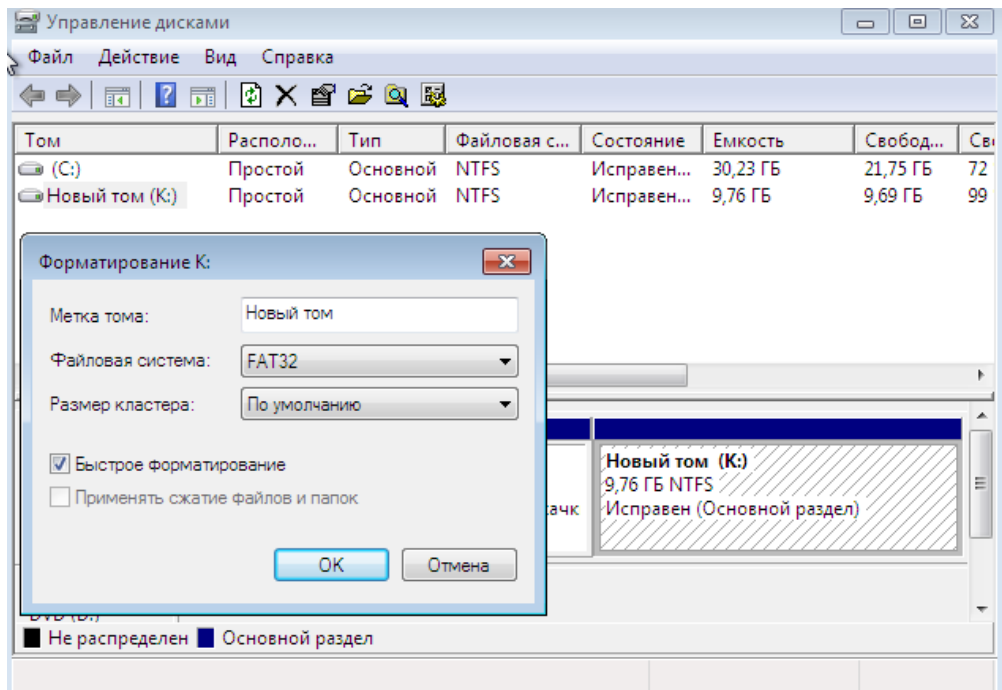 Управление дисками
Файл Действие Вид Справка
Том Располо... Тип Файловая с... Состояние Емкость Свобод... Сво
(C:) Простой Основной NTFS Исправен... 30,23 ГБ 21,75 ГБ 72
Новый том (K:) Простой Основной NTFS Исправен... 9,76 ГБ 9,69 ГБ 99
Форматирование K:
Метка тома: Новый том
Файловая система: FAT32
Размер кластера: По умолчанию
Быстрое форматирование
Применять сжатие файлов и папок
OK Отмена
Новый том (K:)
9,76 ГБ NTFS
ачк Исправен (Основной раздел)
DVD (D:)
Не распределен Основной раздел